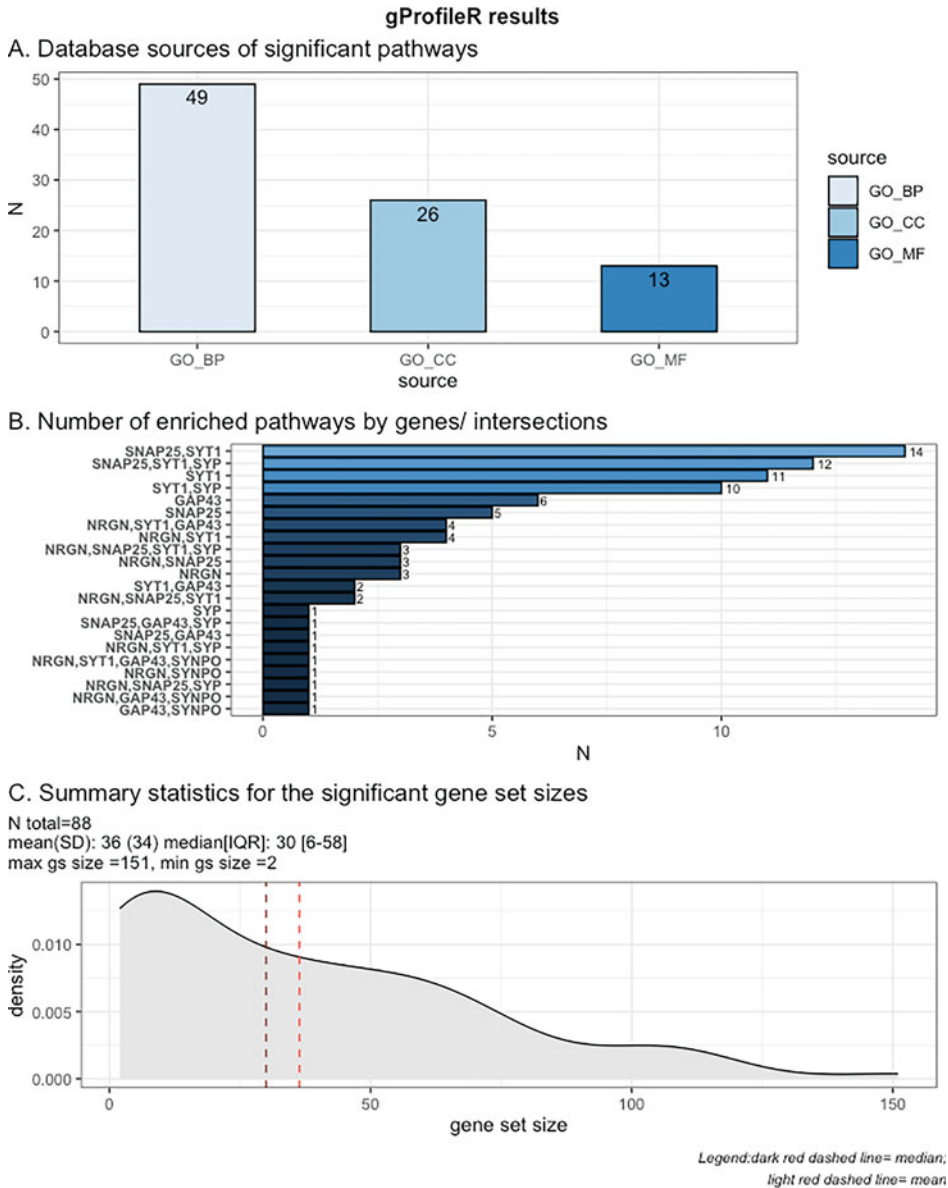 gProfileR results
A. Database sources of significant pathways
50
40
30
20
10
0
N
49
26
13
GO_BP
GO_CC
GO_MF
source
source
GO_BP
GO_CC
GO_MF
B. Number of enriched pathways by genes/ intersections
SNAP25,SYT1
14
SNAP25,SYT1,SYP
12
SYT1
11
SYT1,SYP
10
GAP43
6
SNAP25
5
NRGN,SYT1,GAP43
4
NRGN,SYT1
4
NRGN,SNAP25,SYT1,SYP
3
NRGN,SNAP25
3
NRGN
3
SYT1,GAP43
2
NRGN,SNAP25,SYT1
2
SYP
1
SNAP25,GAP43,SYP
1
SNAP25,GAP43
1
NRGN,SYT1,SYP
1
NRGN,SYT1,GAP43,SYNPO
1
NRGN,SYNPO
1
NRGN,SNAP25,SYP
1
NRGN,GAP43,SYNPO
1
GAP43,SYNPO
1
0
5
10
N
C. Summary statistics for the significant gene set sizes
N total=88
mean(SD): 36 (34) median[IQR]: 30 [6-58]
max gs size =151, min gs size =2
0.010
0.005
0.000
density
0
50
100
150
gene set size
Legend:dark red dashed line= median;
light red dashed line= mean